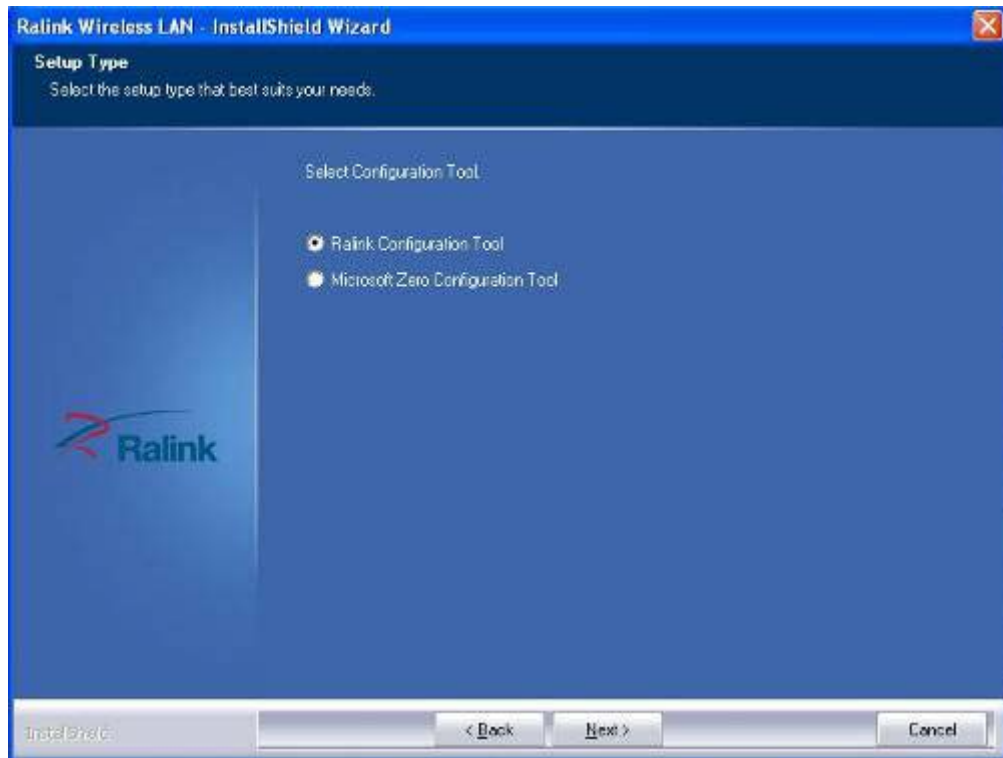 Ralink Wireless LAN - InstallShield Wizard
Setup Type
Select the setup type that best suits your needs.
Select Configuration Tool.
Ralink Configuration Tool
Microsoft Zero Configuration Tool
Ralink
InstallShield
< Back
Next >
Cancel